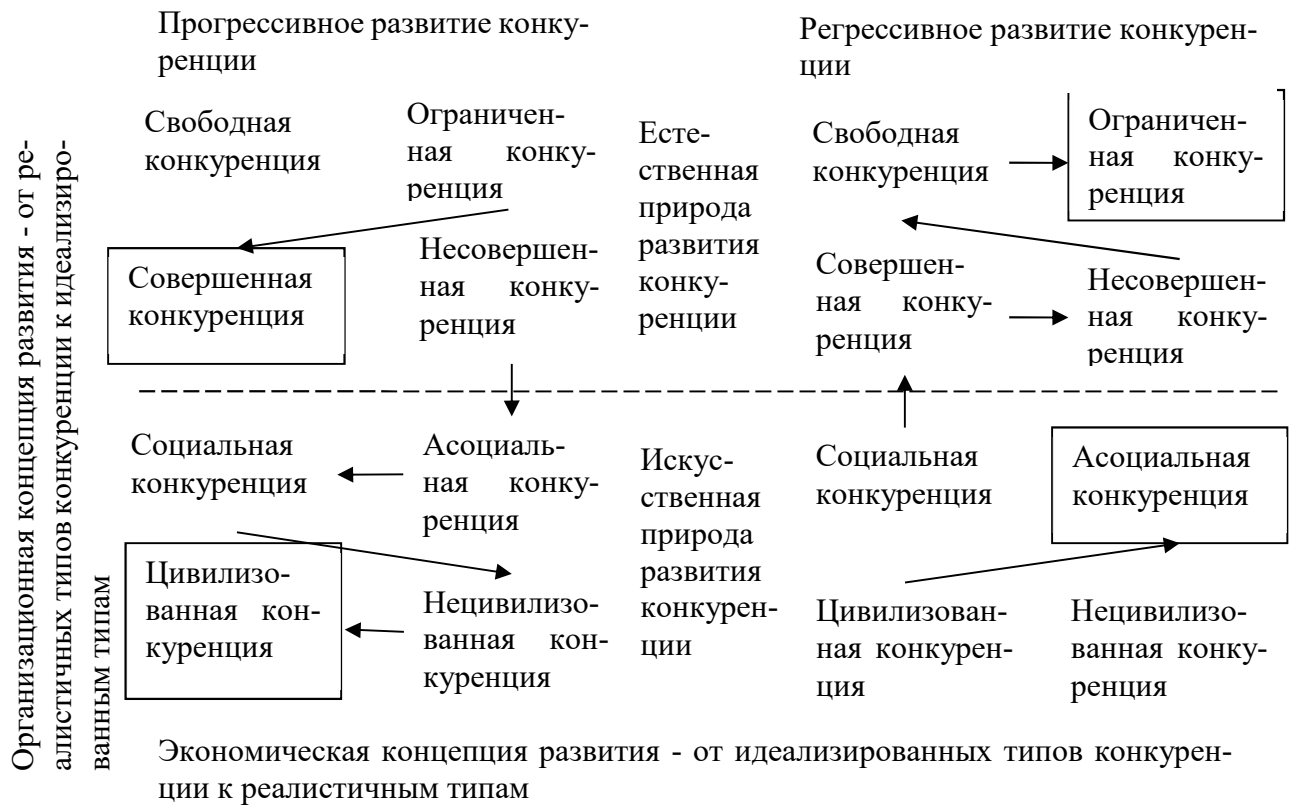 Прогрессивное развитие конку-
ренции
Регрессивное развитие конкурен-
ции
Свободная
конкуренция
Ограничен-
ная конку-
ренция
Есте-
ственная
природа
развития
конку-
ренции
Свободная
конкуренция
Ограничен-
ная конку-
ренция
Совершенная
конкуренция
Несовершен-
ная конку-
ренция
Совершен-
ная конку-
ренция
Несовершен-
ная конку-
ренция
Социальная
конкуренция
Асоциаль-
ная конку-
ренция
Искус-
ственная
природа
развития
конкурен-
ции
Социальная
конкуренция
Асоциальная
конкуренция
Цивилизо-
ванная кон-
куренция
Нецивилизо-
ванная кон-
куренция
Цивилизован-
ная конкурен-
ция
Нецивилизо-
ванная конку-
ренция
Организационная концепция развития - от ре-
алистичных типов конкуренции к идеализиро-
ванным типам
Экономическая концепция развития - от идеализированных типов конкурен-
ции к реалистичным типам